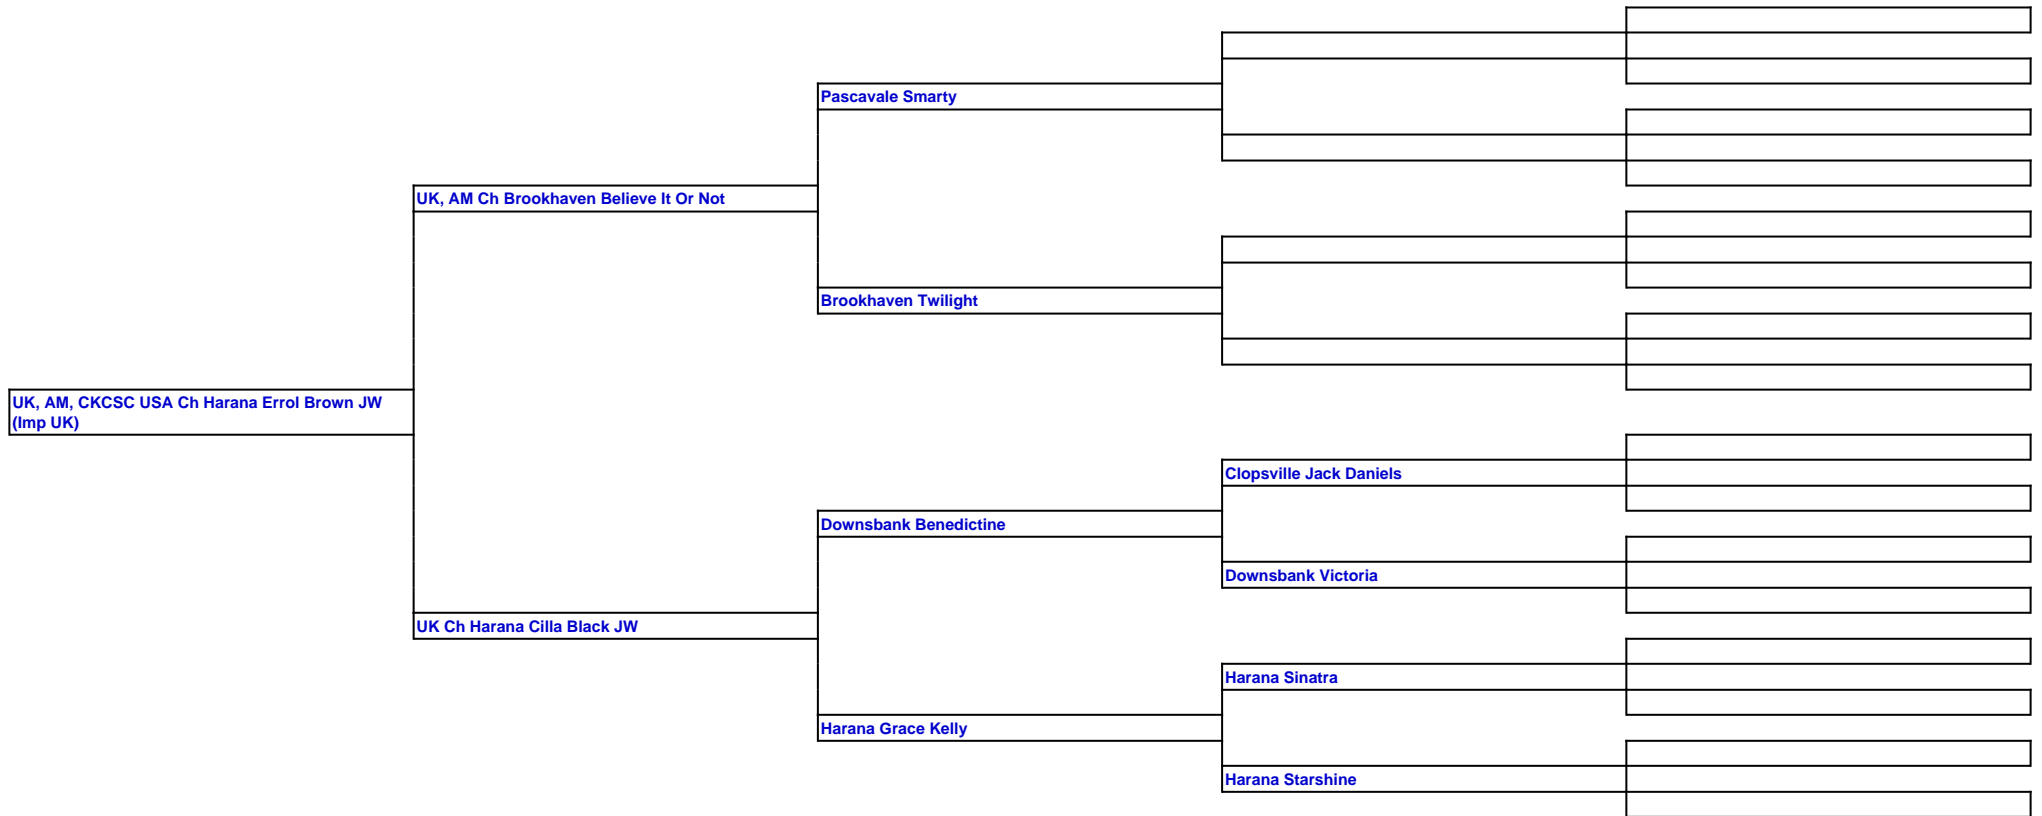 Pascavale Smarty
UK, AM Ch Brookhaven Believe It Or Not
Brookhaven Twilight
UK, AM, CKCSC USA Ch Harana Errol Brown JW
(Imp UK)
Clopsville Jack Daniels
Downsbank Benedictine
Downsbank Victoria
UK Ch Harana Cilla Black JW
Harana Sinatra
Harana Grace Kelly
Harana Starshine